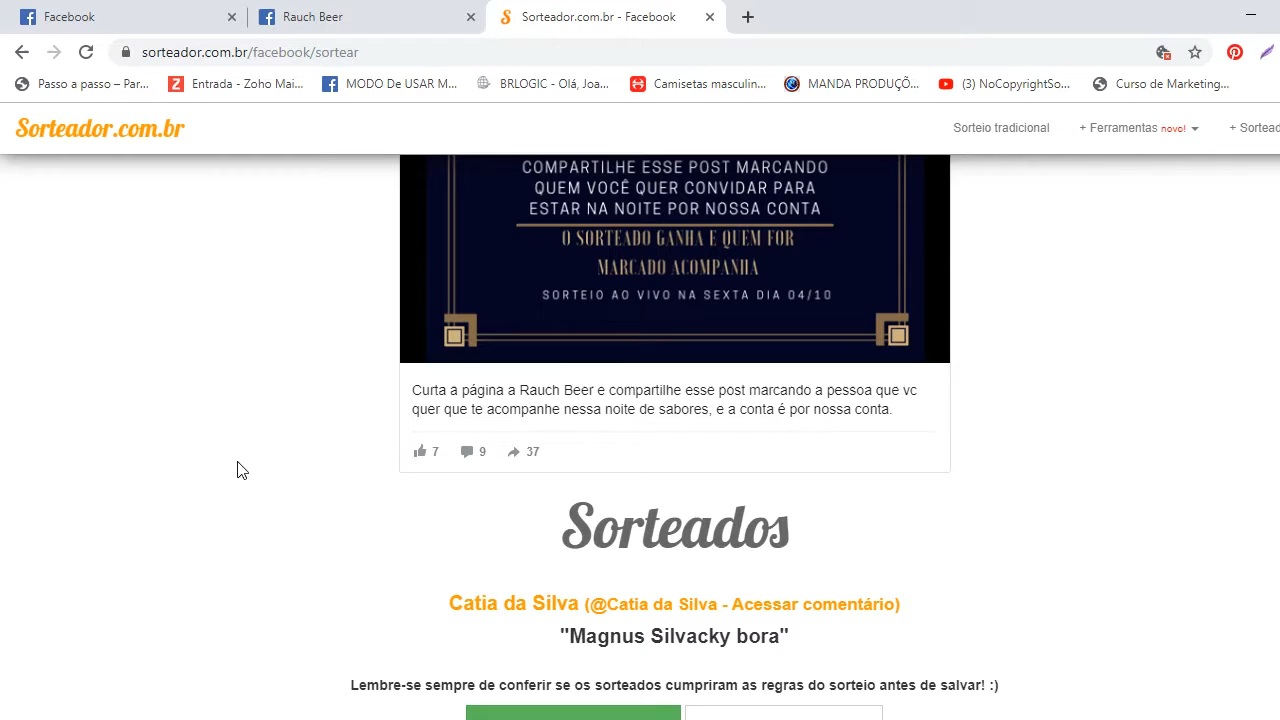 Facebook
Rauch Beer
Sorteador.com.br - Facebook
sorteador.com.br/facebook/sortear
Passo a passo – Par...
Entrada - Zoho Mai...
MODO De USAR M...
BRLOGIC - Olá, Joa...
Camisetas masculin...
MANDA PRODUÇÕ...
(3) NoCopyrightSo...
Curso de Marketing...
Sorteador.com.br
Sorteio tradicional
+ Ferramentas novo!
+ Sortead
COMPARTILHE ESSE POST MARCANDO
QUEM VOCÊ QUER CONVIDAR PARA
ESTAR NA NOITE POR NOSSA CONTA
O SORTEADO GANHA E QUEM FOR
MARCADO ACOMPANHA
SORTEIO AO VIVO NA SEXTA DIA 04/10
Curta a página a Rauch Beer e compartilhe esse post marcando a pessoa que vc
quer que te acompanhe nessa noite de sabores, e a conta é por nossa conta.
7 9 37
Sorteados
Catia da Silva (@Catia da Silva - Acessar comentário)
"Magnus Silvacky bora"
Lembre-se sempre de conferir se os sorteados cumpriram as regras do sorteio antes de salvar! :)